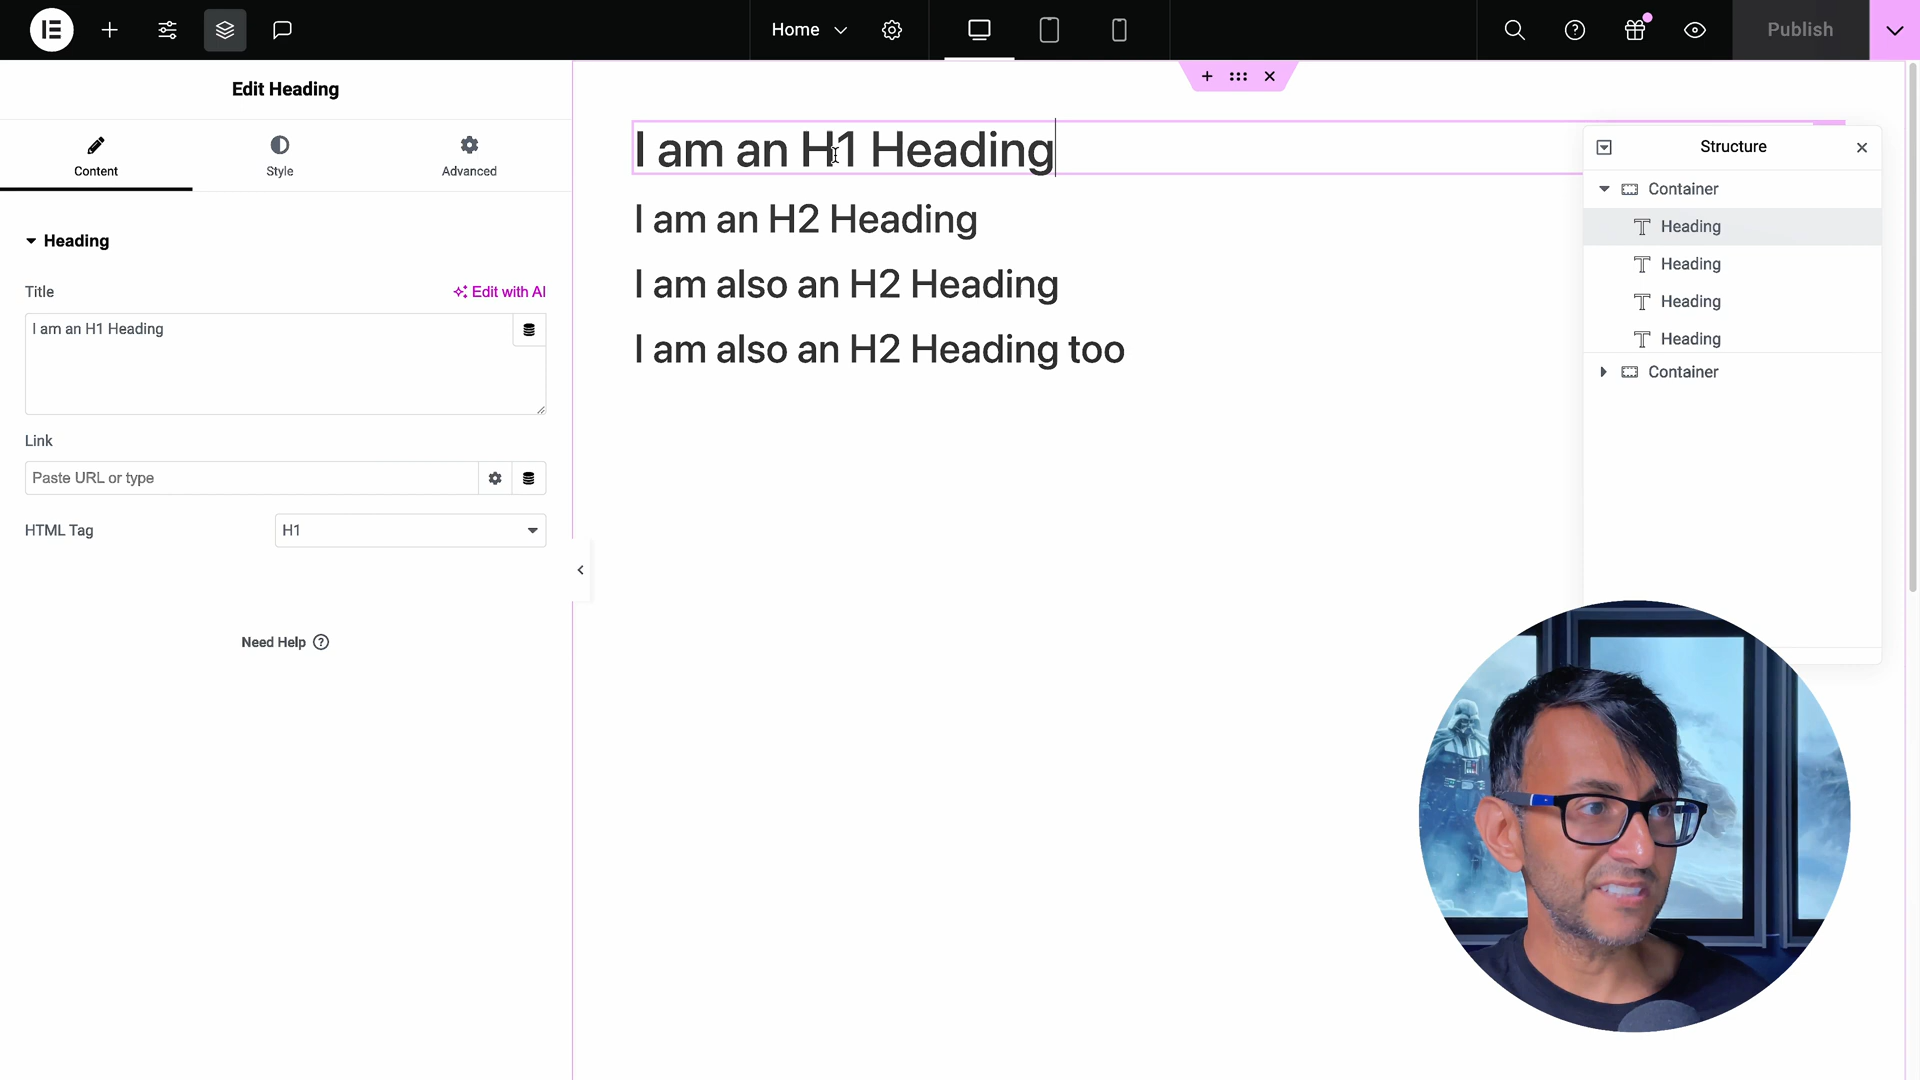 Home
Publish
Edit Heading
Content
Style
Advanced
Heading
Title
Edit with AI
I am an H1 Heading
Link
Paste URL or type
HTML Tag
H1
Need Help
I am an H1 Heading
I am an H2 Heading
I am also an H2 Heading
I am also an H2 Heading too
Structure
Container
Heading
Heading
Heading
Heading
Container